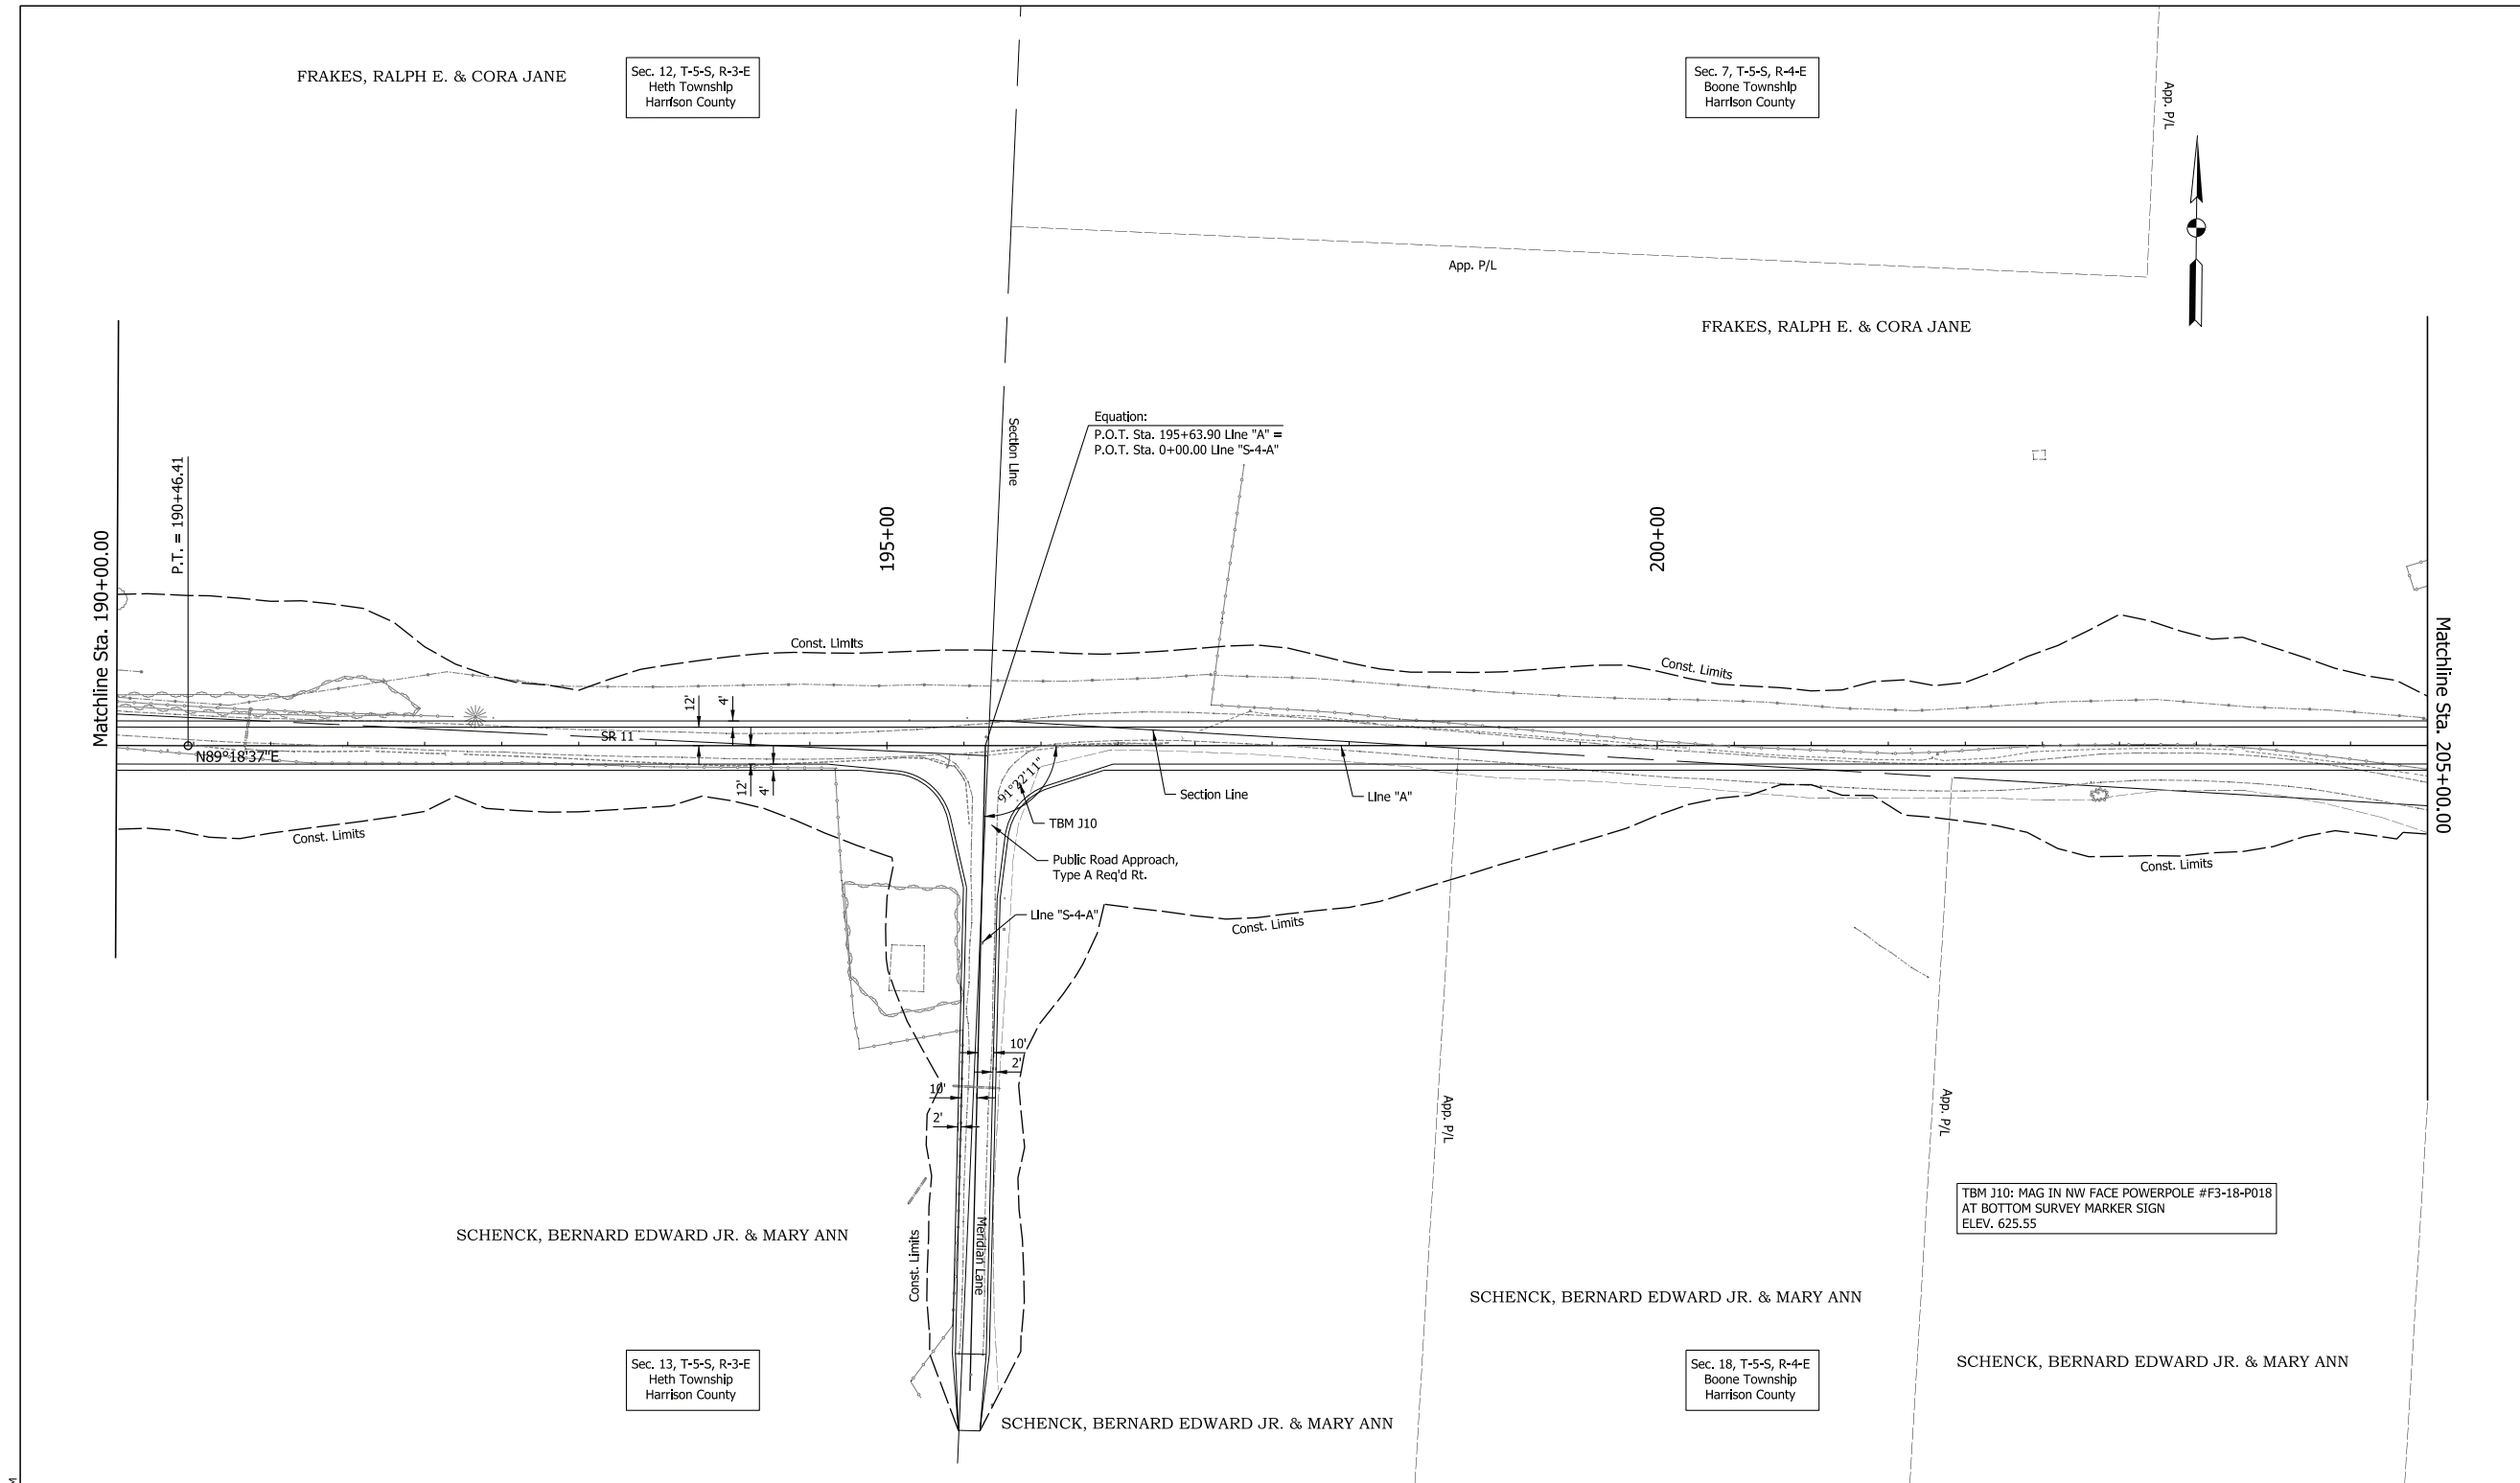 FRAKES, RALPH E. & CORA JANE
Sec. 12, T-5-S, R-3-E
Heth Township
Harrison County
Sec. 7, T-5-S, R-4-E
Boone Township
Harrison County
App. P/L
App. P/L
FRAKES, RALPH E. & CORA JANE
Section Line
Equation:
P.O.T. Sta. 195+63.90 Line "A" =
P.O.T. Sta. 0+00.00 Line "S-4-A"
P.T. = 190+46.41
195+00
200+00
Matchline Sta. 190+00.00
Matchline Sta. 205+00.00
Const. Limits
Const. Limits
12'
4'
SR 11
N89°18'37"E
12'
4'
91°22'11"
Section Line
Line "A"
TBM J10
Const. Limits
Public Road Approach,
Type A Req'd Rt.
Const. Limits
Line "S-4-A"
Const. Limits
10'
2'
10'
2'
App. P/L
App. P/L
TBM J10: MAG IN NW FACE POWERPOLE #F3-18-P018
AT BOTTOM SURVEY MARKER SIGN
ELEV. 625.55
SCHENCK, BERNARD EDWARD JR. & MARY ANN
Const. Limits
Meridian Lane
SCHENCK, BERNARD EDWARD JR. & MARY ANN
SCHENCK, BERNARD EDWARD JR. & MARY ANN
Sec. 13, T-5-S, R-3-E
Heth Township
Harrison County
Sec. 18, T-5-S, R-4-E
Boone Township
Harrison County
SCHENCK, BERNARD EDWARD JR. & MARY ANN